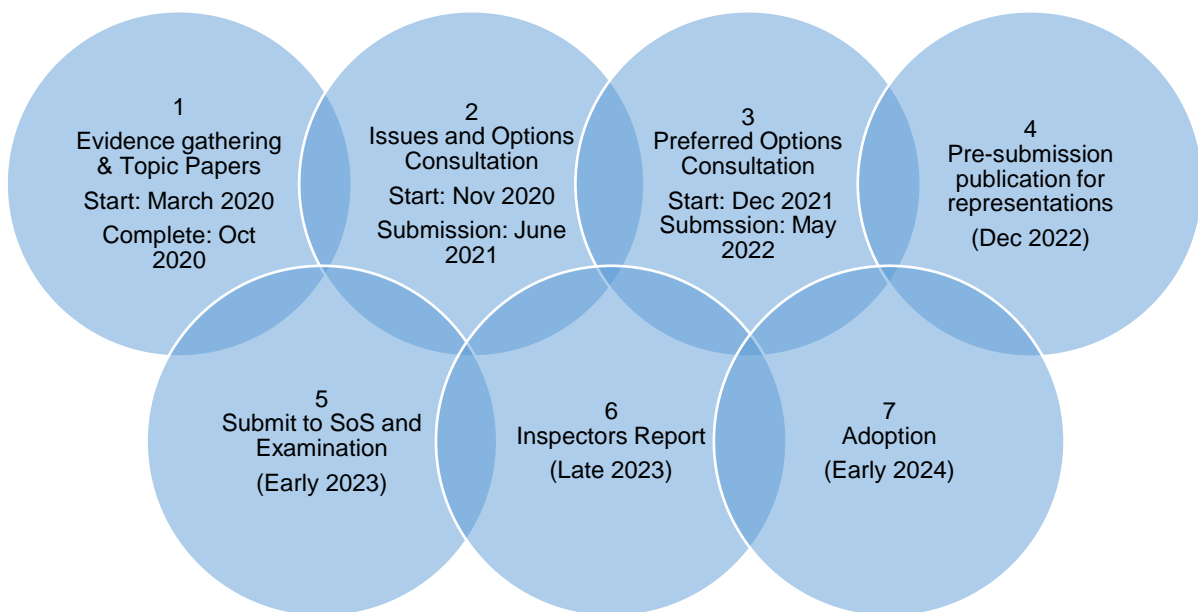 1
Evidence gathering
& Topic Papers
Start: March 2020
Complete: Oct
2020
2
Issues and Options
Consultation
Start: Nov 2020
Submission: June
2021
3
Preferred Options
Consultation
Start: Dec 2021
Submssion: May
2022
4
Pre-submission
publication for
representations
(Dec 2022)
5
Submit to SoS and
Examination
(Early 2023)
6
Inspectors Report
(Late 2023)
7
Adoption
(Early 2024)